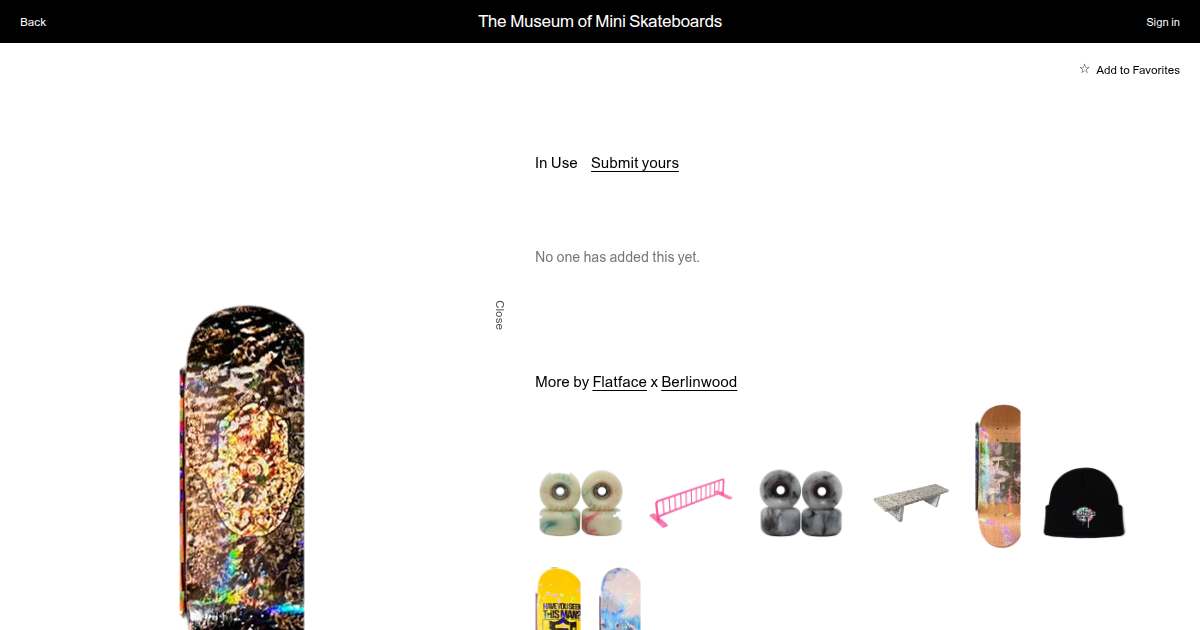 Back
The Museum of Mini Skateboards
Sign in
☆ Add to Favorites
In Use Submit yours
No one has added this yet.
Close
More by Flatface x Berlinwood
HAVE YOU SEEN
THIS MAN?